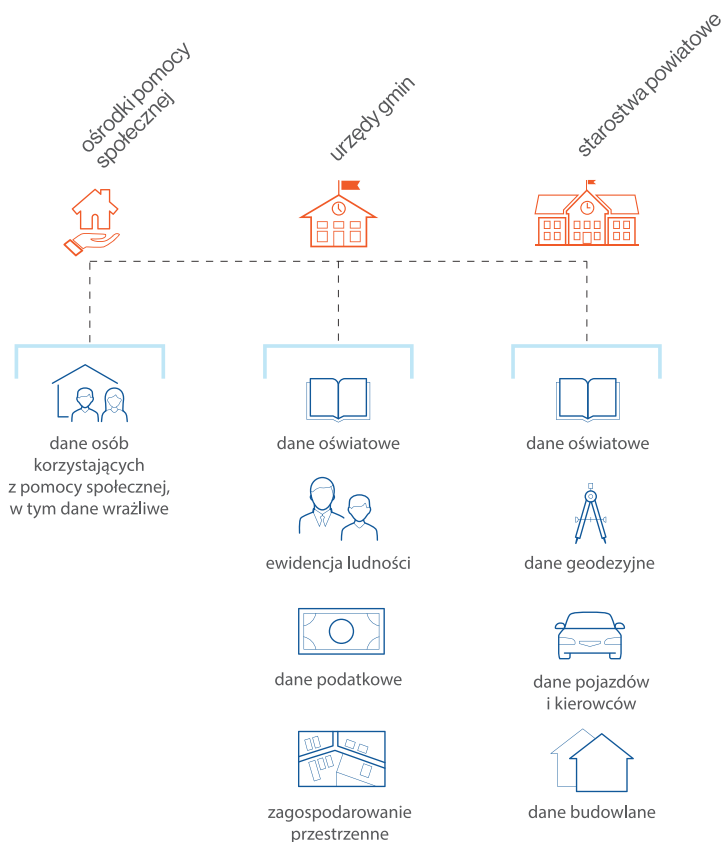 ośrodki pomocy
społecznej
urzędy gmin
starostwa powiatowe
dane osób
korzystających
z pomocy społecznej,
w tym dane wrażliwe
dane oświatowe
ewidencja ludności
dane podatkowe
zagospodarowanie
przestrzenne
dane oświatowe
dane geodezyjne
dane pojazdów
i kierowców
dane budowlane